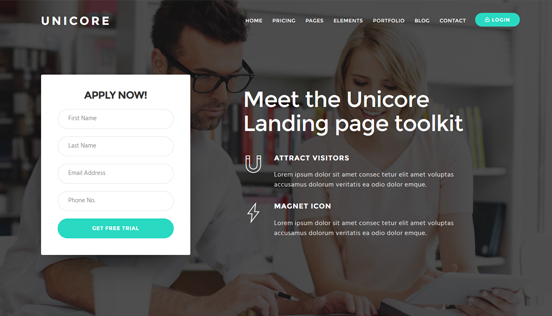 UNICORE
HOME PRICING PAGES ELEMENTS PORTFOLIO BLOG CONTACT LOGIN
APPLY NOW!
First Name
Last Name
Email Address
Phone No.
GET FREE TRIAL
Meet the Unicore
Landing page toolkit
ATTRACT VISITORS
Lorem ipsum dolor sit amet consec tetur elit amet voluptas
accusamus dolorum veritatis ea odio dolor emque.
MAGNET ICON
Lorem ipsum dolor sit amet consec tetur elit amet voluptas
accusamus dolorum veritatis ea odio dolor emque.